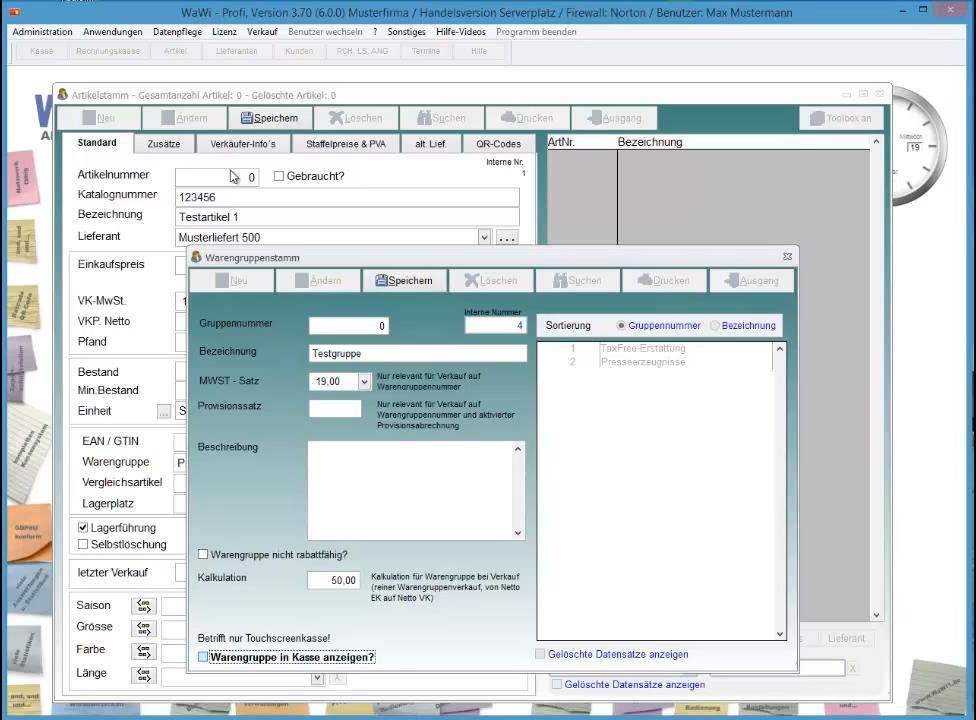 WaWi - Profi, Version 3.70 (6.0.0) Musterfirma / Handelsversion Serverplatz / Firewall: Norton / Benutzer: Max Mustermann
Administration Anwendungen Datenpflege Lizenz Verkauf Benutzer wechseln ? Sonstiges Hilfe-Videos Programm beenden
Kasse Rechnungskasse Artikel Lieferanten Kunden RCH, LS, ANG Termine Hilfe
Artikelstamm - Gesamtanzahl Artikel: 0 - Gelöschte Artikel: 0
Neu Ändern Speichern Löschen Suchen Drucken Ausgang Toolbox an
Standard Zusätze Verkäufer-Info´s Staffelpreise & PVA alt. Lief. QR-Codes
ArtNr. Bezeichnung
Mittwoch
19
Interne Nr.
1
Artikelnummer 0 Gebraucht?
Katalognummer 123456
Bezeichnung Testartikel 1
Lieferant Musterliefert 500 ...
Einkaufspreis
VK-MwSt. 1
VKP. Netto
Pfand
Bestand
Min.Bestand
Einheit ... S
EAN / GTIN
Warengruppe P
Vergleichsartikel
Lagerplatz
Lagerführung
Selbstlöschung
letzter Verkauf
Saison
Grösse
Farbe
Länge
X
Warengruppenstamm
Neu Ändern Speichern Löschen Suchen Drucken Ausgang
Interne Nummer
Gruppennummer 0 4
Bezeichnung Testgruppe
MWST - Satz 19,00 Nur relevant für Verkauf auf
Warengruppennummer
Provisionssatz Nur relevant für Verkauf auf
Warengruppennummer und aktivierter
Provisionsabrechnung
Beschreibung
Warengruppe nicht rabattfähig?
Kalkulation 50,00 Kalkulation für Warengruppe bei Verkauf
(reiner Warengruppenverkauf, von Netto
EK auf Netto VK)
Betrifft nur Touchscreenkasse!
Warengruppe in Kasse anzeigen?
Sortierung Gruppennummer Bezeichnung
1 TaxFree-Erstattung
2 Presseerzeugnisse
Gelöschte Datensätze anzeigen
s Lieferant
X
Gelöschte Datensätze anzeigen
GDPdU
konform
www.WaWi1.de